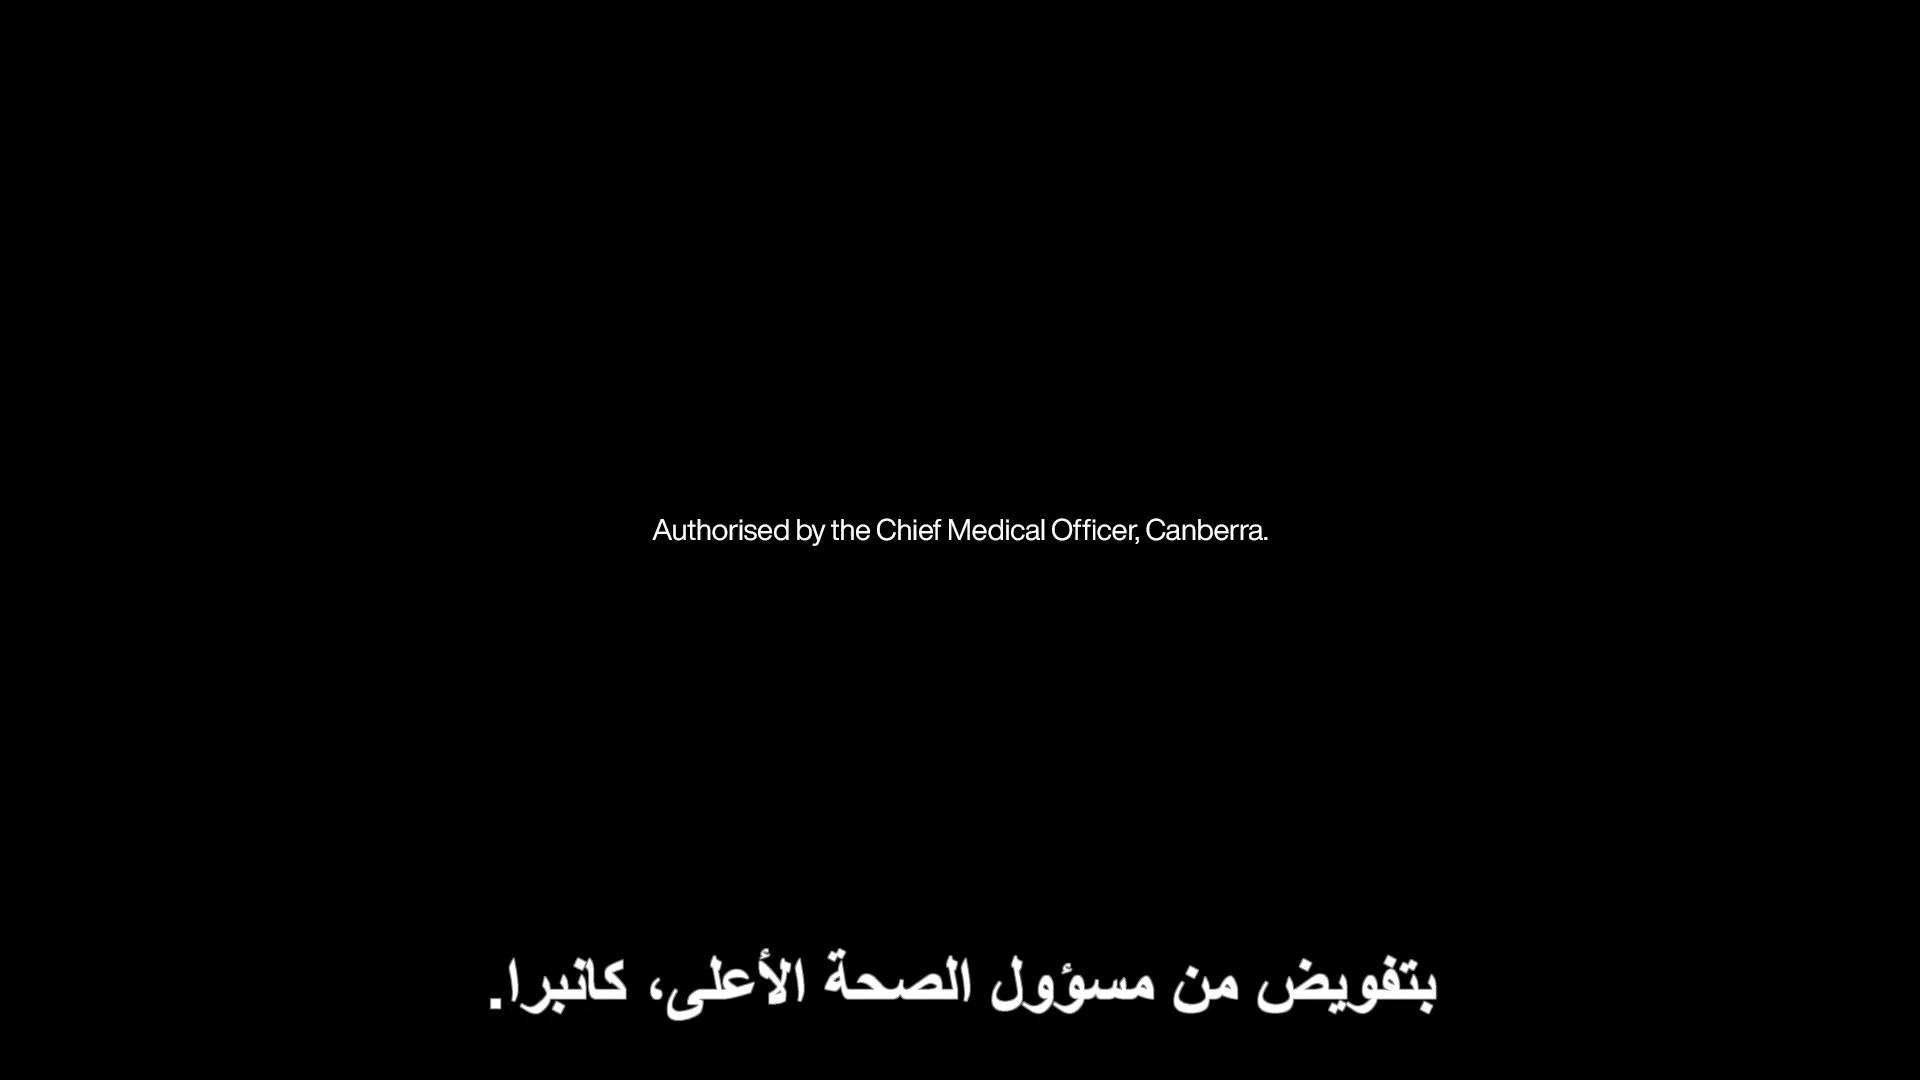 Authorised by the Chief Medical Officer, Canberra.
بتفويض من مسؤول الصحة الأعلى، كانبرا.